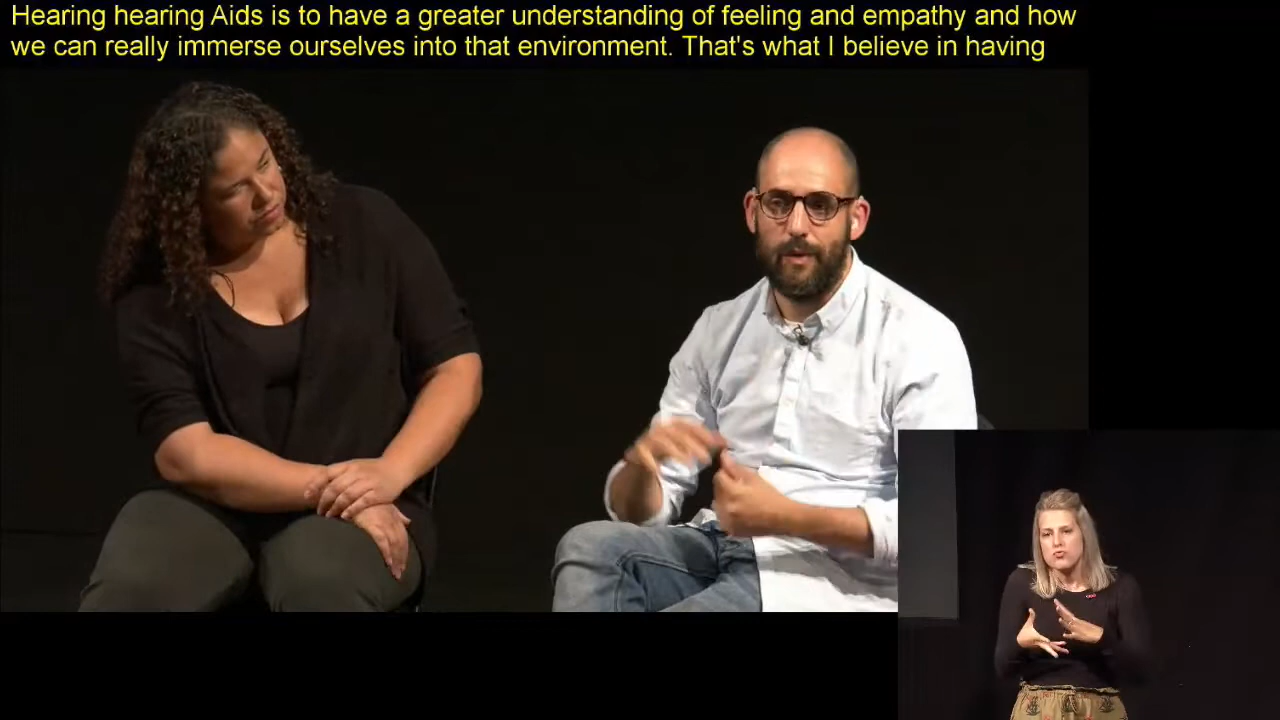 Hearing hearing Aids is to have a greater understanding of feeling and empathy and how
we can really immerse ourselves into that environment. That's what I believe in having